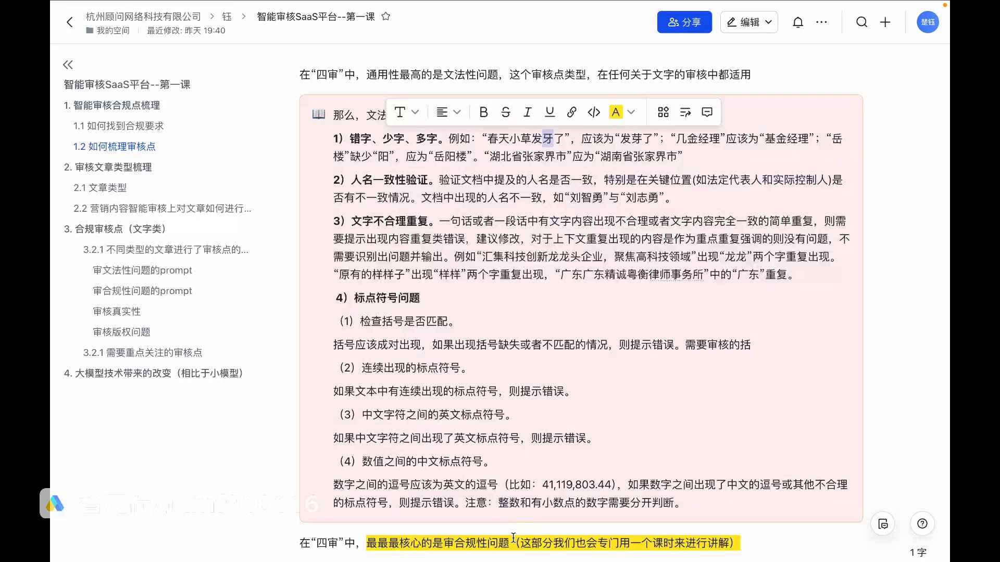 杭州顾问网络科技有限公司 > 钰 > 智能审核SaaS平台--第一课
我的空间 最近修改: 昨天 19:40
分享
编辑
楚钰
智能审核SaaS平台--第一课
1. 智能审核合规点梳理
1.1 如何找到合规要求
1.2 如何梳理审核点
2. 审核文章类型梳理
2.1 文章类型
2.2 营销内容智能审核上对文章如何进行...
3. 合规审核点（文字类）
3.2.1 不同类型的文章进行了审核点的...
审文法性问题的prompt
审合规性问题的prompt
审核真实性
审核版权问题
3.2.1 需要重点关注的审核点
4. 大模型技术带来的改变（相比于小模型）
在“四审”中，通用性最高的是文法性问题，这个审核点类型，在任何关于文字的审核中都适用
那么，文法
1）错字、少字、多字。例如：“春天小草发牙了”，应该为“发芽了”；“几金经理”应该为“基金经理”；“岳
楼”缺少“阳”，应为“岳阳楼”。“湖北省张家界市”应为“湖南省张家界市”
2）人名一致性验证。验证文档中提及的人名是否一致，特别是在关键位置(如法定代表人和实际控制人)是
否有不一致情况。文档中出现的人名不一致，如“刘智勇”与“刘志勇”。
3）文字不合理重复。一句话或者一段话中有文字内容出现不合理或者文字内容完全一致的简单重复，则需
要提示出现内容重复类错误，建议修改，对于上下文重复出现的内容是作为重点重复强调的则没有问题，不
需要识别出问题并输出。例如“汇集科技创新龙龙头企业，聚焦高科技领域”出现“龙龙”两个字重复出现。
“原有的样样子”出现“样样”两个字重复出现，“广东广东精诚粤衡律师事务所”中的“广东”重复。
4）标点符号问题
（1）检查括号是否匹配。
括号应该成对出现，如果出现括号缺失或者不匹配的情况，则提示错误。需要审核的括
（2）连续出现的标点符号。
如果文本中有连续出现的标点符号，则提示错误。
（3）中文字符之间的英文标点符号。
如果中文字符之间出现了英文标点符号，则提示错误。
（4）数值之间的中文标点符号。
数字之间的逗号应该为英文的逗号（比如：41,119,803.44），如果数字之间出现了中文的逗号或其他不合理
的标点符号，则提示错误。注意：整数和有小数点的数字需要分开判断。
在“四审”中，最最最核心的是审合规性问题（这部分我们也会专门用一个课时来进行讲解）
1 字